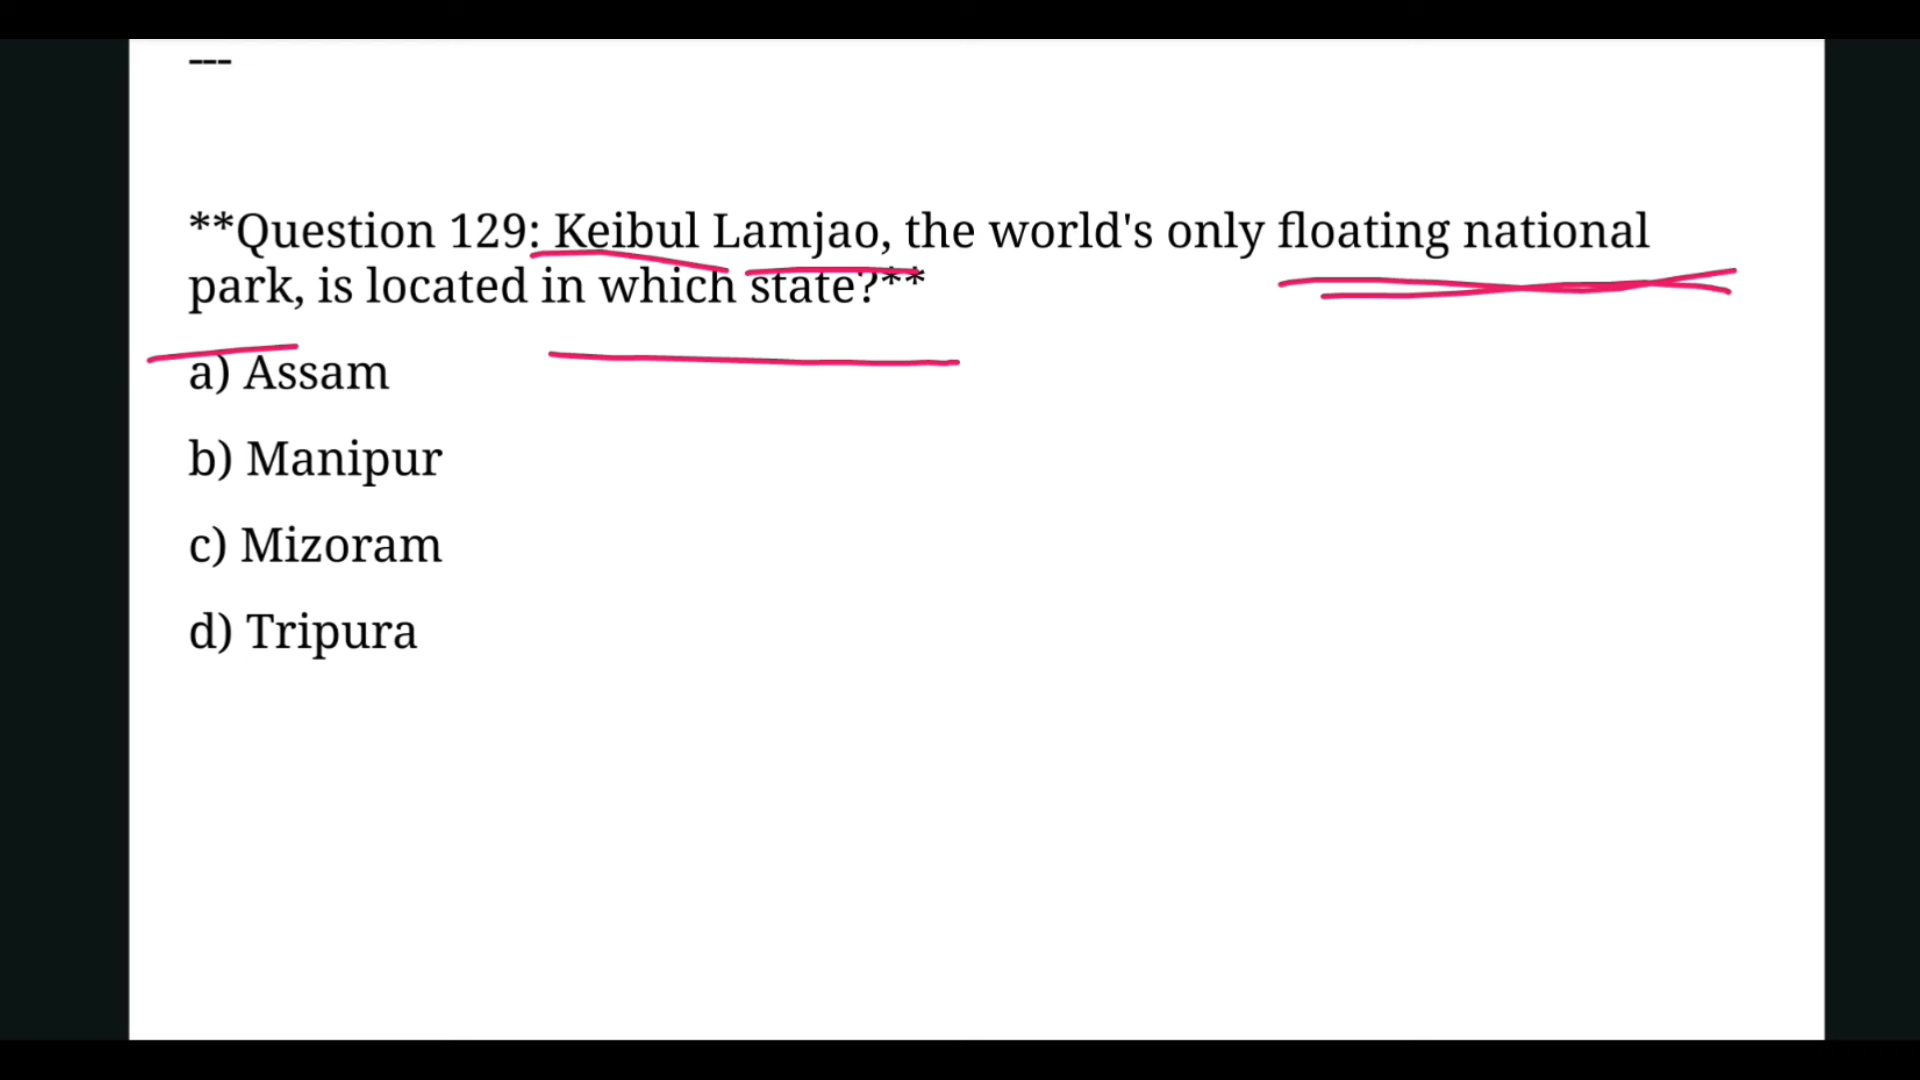 ---
**Question 129: Keibul Lamjao, the world's only floating national
park, is located in which state?**
a) Assam
b) Manipur
c) Mizoram
d) Tripura